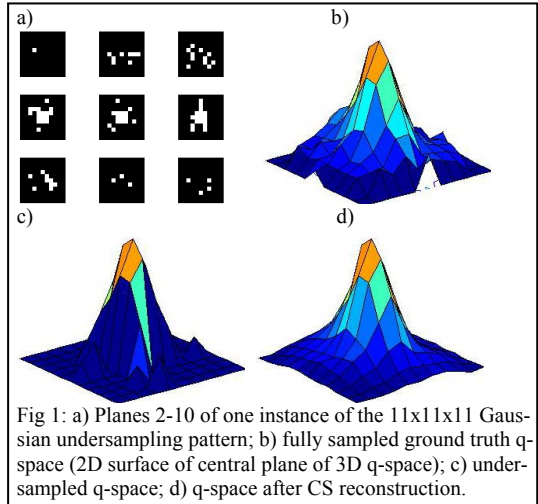 a)
b)
c)
d)
Fig 1: a) Planes 2-10 of one instance of the 11x11x11 Gaus-
sian undersampling pattern; b) fully sampled ground truth q-
space (2D surface of central plane of 3D q-space); c) under-
sampled q-space; d) q-space after CS reconstruction.